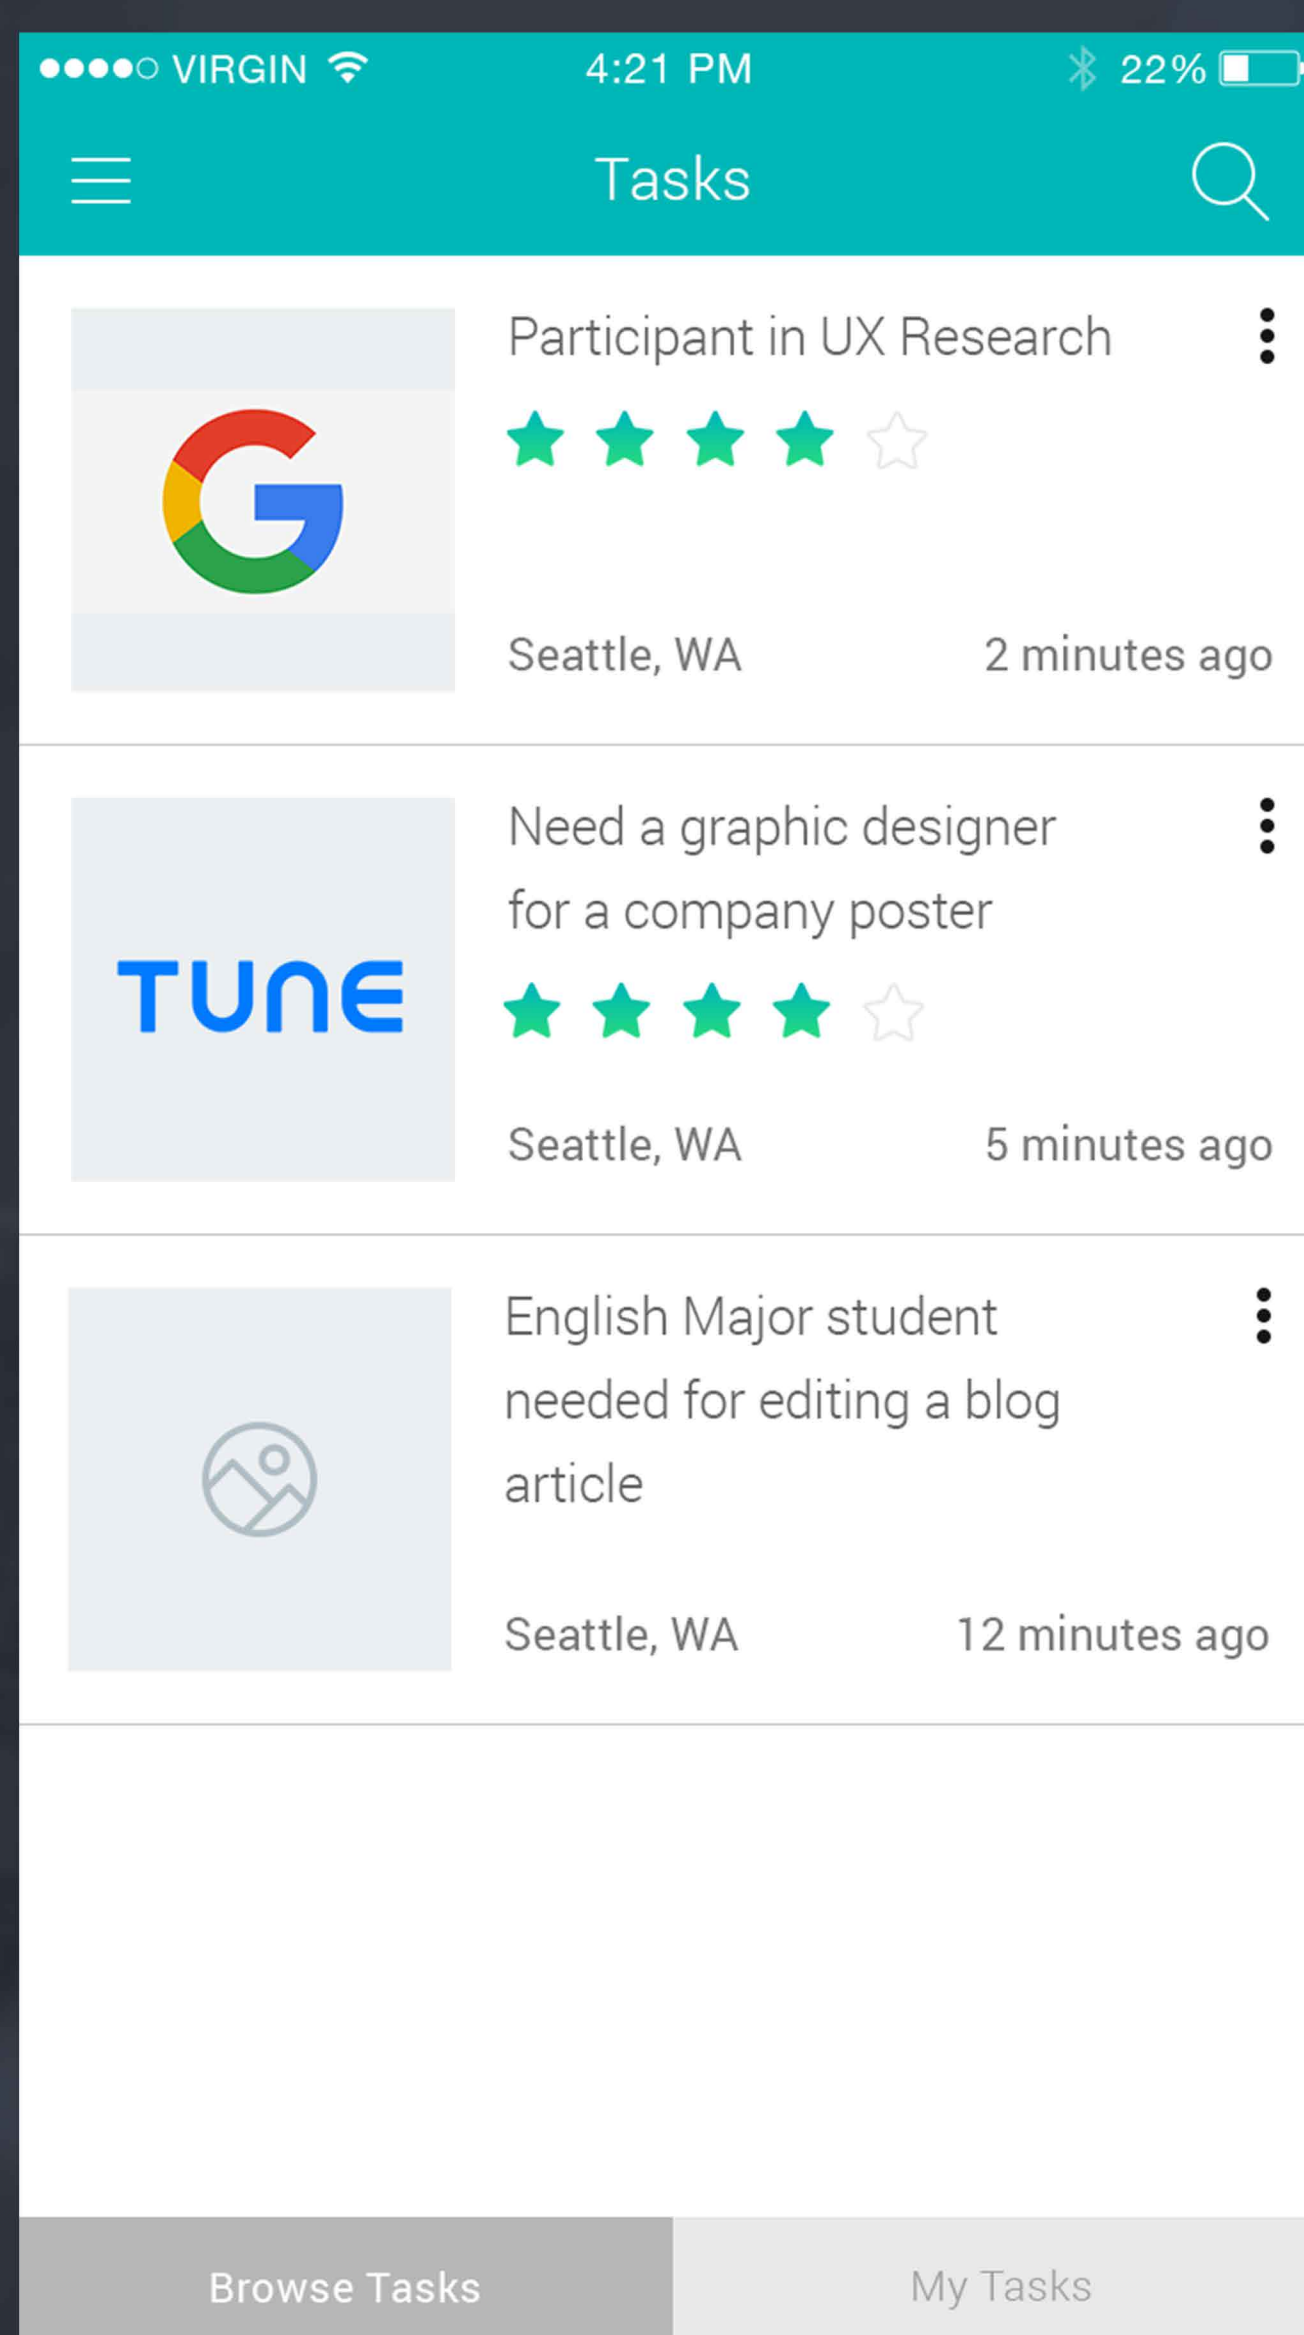 VIRGIN 4:21 PM 22%
Tasks
Participant in UX Research
Seattle, WA 2 minutes ago
Need a graphic designer
for a company poster
TUNE
Seattle, WA 5 minutes ago
English Major student
needed for editing a blog
article
Seattle, WA 12 minutes ago
Browse Tasks My Tasks